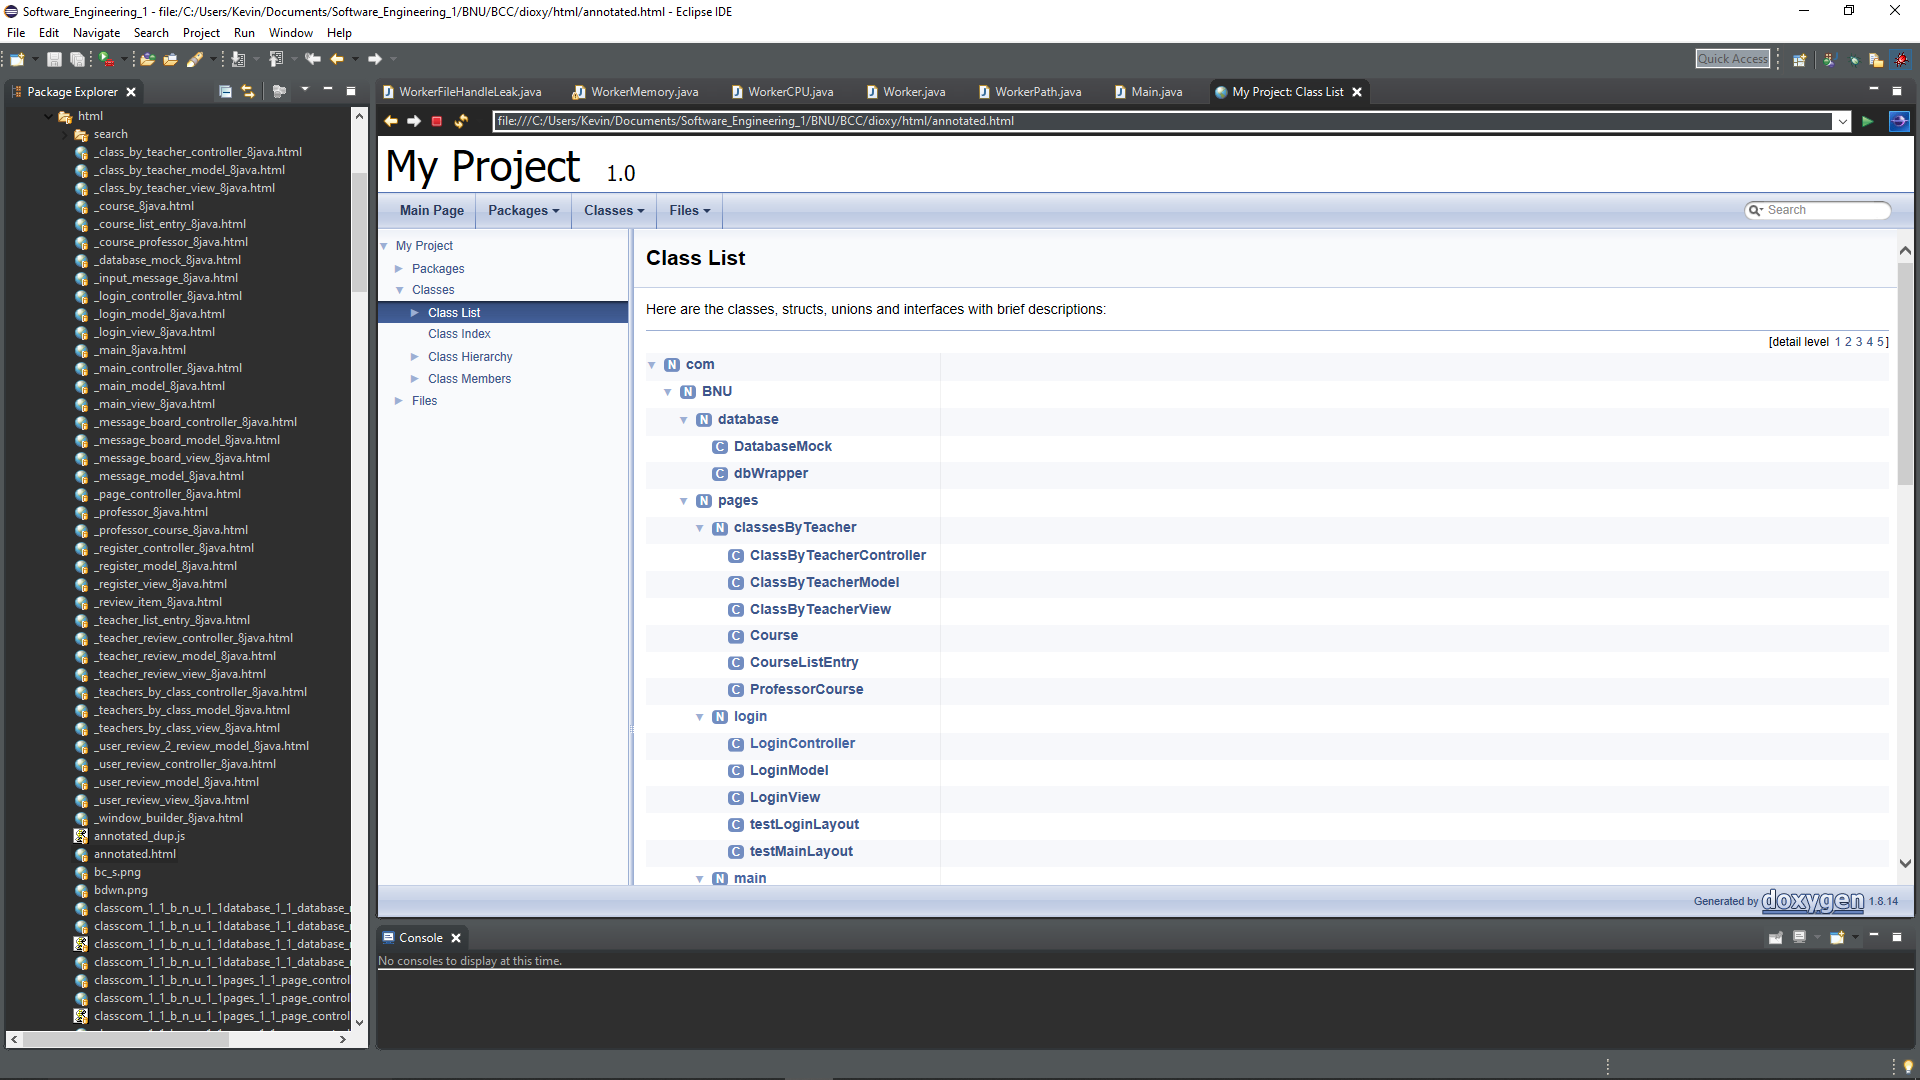 Software_Engineering_1 - file:/C:/Users/Kevin/Documents/Software_Engineering_1/BNU/BCC/dioxy/html/annotated.html - Eclipse IDE
File Edit Navigate Search Project Run Window Help
Quick Access
Package Explorer
html
search
_class_by_teacher_controller_8java.html
_class_by_teacher_model_8java.html
_class_by_teacher_view_8java.html
_course_8java.html
_course_list_entry_8java.html
_course_professor_8java.html
_database_mock_8java.html
_input_message_8java.html
_login_controller_8java.html
_login_model_8java.html
_login_view_8java.html
_main_8java.html
_main_controller_8java.html
_main_model_8java.html
_main_view_8java.html
_message_board_controller_8java.html
_message_board_model_8java.html
_message_board_view_8java.html
_message_model_8java.html
_page_controller_8java.html
_professor_8java.html
_professor_course_8java.html
_register_controller_8java.html
_register_model_8java.html
_register_view_8java.html
_review_item_8java.html
_teacher_list_entry_8java.html
_teacher_review_controller_8java.html
_teacher_review_model_8java.html
_teacher_review_view_8java.html
_teachers_by_class_controller_8java.html
_teachers_by_class_model_8java.html
_teachers_by_class_view_8java.html
_user_review_2_review_model_8java.html
_user_review_controller_8java.html
_user_review_model_8java.html
_user_review_view_8java.html
_window_builder_8java.html
annotated_dup.js
annotated.html
bc_s.png
bdwn.png
classcom_1_1_b_n_u_1_1database_1_1_database_
classcom_1_1_b_n_u_1_1database_1_1_database_
classcom_1_1_b_n_u_1_1database_1_1_database_
classcom_1_1_b_n_u_1_1database_1_1_database_
classcom_1_1_b_n_u_1_1pages_1_1_page_control
classcom_1_1_b_n_u_1_1pages_1_1_page_control
classcom_1_1_b_n_u_1_1pages_1_1_page_control
WorkerFileHandleLeak.java WorkerMemory.java WorkerCPU.java Worker.java WorkerPath.java Main.java My Project: Class List
file:///C:/Users/Kevin/Documents/Software_Engineering_1/BNU/BCC/dioxy/html/annotated.html
My Project 1.0
Main Page Packages Classes Files Search
My Project
Packages
Classes
Class List
Class Index
Class Hierarchy
Class Members
Files
Class List
Here are the classes, structs, unions and interfaces with brief descriptions:
[detail level 1 2 3 4 5]
N com
N BNU
N database
C DatabaseMock
C dbWrapper
N pages
N classesByTeacher
C ClassByTeacherController
C ClassByTeacherModel
C ClassByTeacherView
C Course
C CourseListEntry
C ProfessorCourse
N login
C LoginController
C LoginModel
C LoginView
C testLoginLayout
C testMainLayout
N main
Generated by doxygen 1.8.14
Console
No consoles to display at this time.